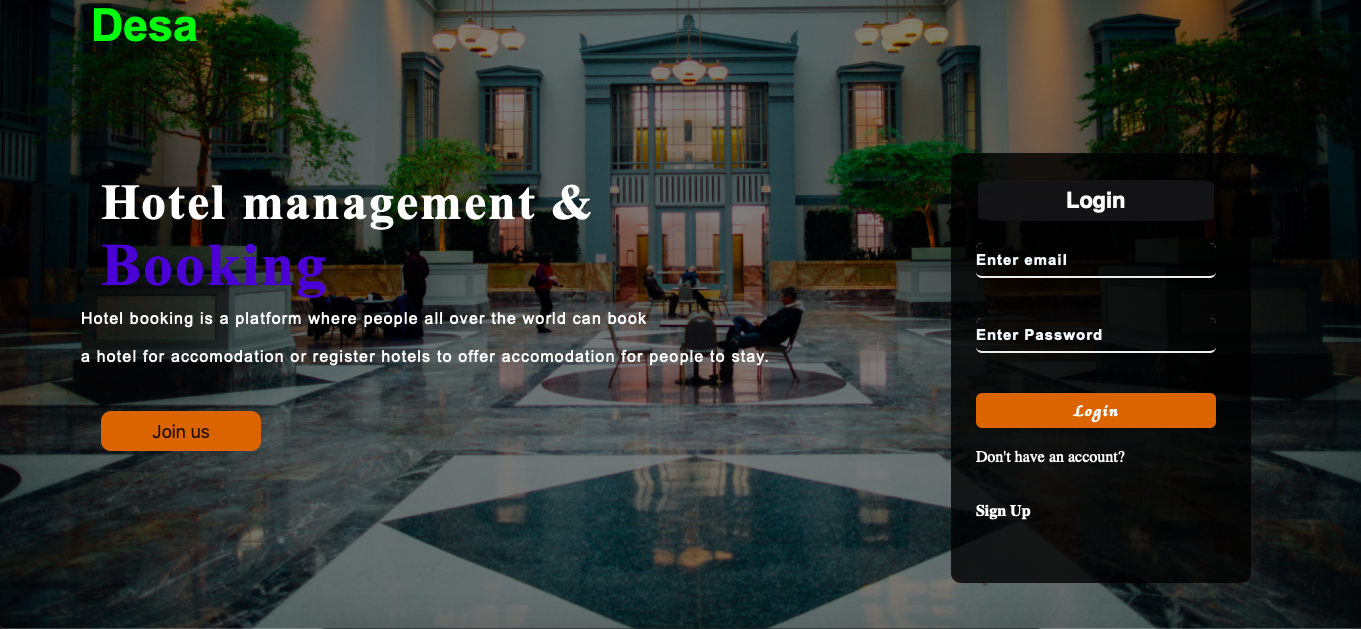 Desa
Hotel management &
Booking
Hotel booking is a platform where people all over the world can book
a hotel for accomodation or register hotels to offer accomodation for people to stay.
Join us
Login
Enter email
Enter Password
Login
Don't have an account?
Sign Up